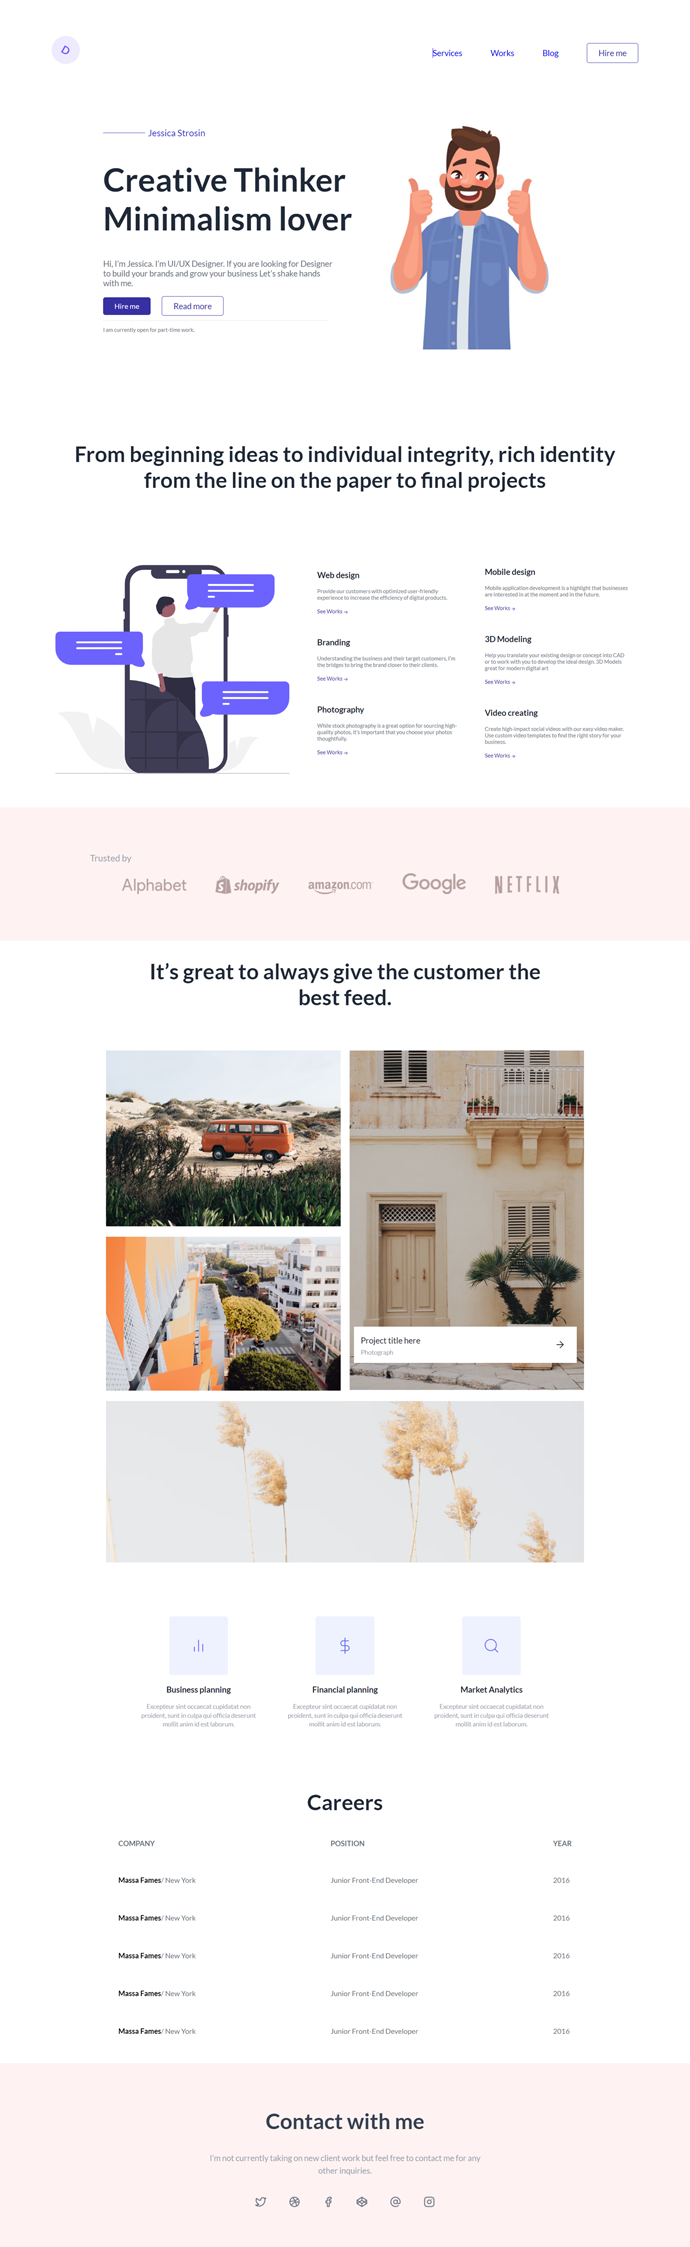 Services
Works
Blog
Hire me
Jessica Strosin
Creative Thinker
Minimalism lover
Hi, I'm Jessica. I'm UI/UX Designer. If you are looking for Designer
to build your brands and grow your business Let's shake hands
with me.
Hire me
Read more
I am currently open for part-time work.
From beginning ideas to individual integrity, rich identity
from the line on the paper to final projects
Web design
Provide our customers with optimized user-friendly
experience to increase the efficiency of digital products.
See Works →
Branding
Understanding the business and their target customers, I'm
the bridges to bring the brand closer to their clients.
See Works →
Photography
While stock photography is a great option for sourcing high-
quality photos, it's important that you choose your photos
thoughtfully.
See Works →
Mobile design
Mobile application development is a highlight that businesses
are interested in at the moment and in the future.
See Works →
3D Modeling
Help you translate your existing design or concept into CAD
or to work with you to develop the ideal design. 3D Models
great for modern digital art
See Works →
Video creating
Create high-impact social videos with our easy video maker.
Use custom video templates to find the right story for your
business.
See Works →
Trusted by
Alphabet
shopify
amazon.com
Google
NETFLIX
It's great to always give the customer the
best feed.
Project title here
Photograph
Business planning
Excepteur sint occaecat cupidatat non
proident, sunt in culpa qui officia deserunt
mollit anim id est laborum.
Financial planning
Excepteur sint occaecat cupidatat non
proident, sunt in culpa qui officia deserunt
mollit anim id est laborum.
Market Analytics
Excepteur sint occaecat cupidatat non
proident, sunt in culpa qui officia deserunt
mollit anim id est laborum.
Careers
COMPANY POSITION YEAR
Massa Fames/ New York Junior Front-End Developer 2016
Massa Fames/ New York Junior Front-End Developer 2016
Massa Fames/ New York Junior Front-End Developer 2016
Massa Fames/ New York Junior Front-End Developer 2016
Massa Fames/ New York Junior Front-End Developer 2016
Contact with me
I'm not currently taking on new client work but feel free to contact me for any
other inquiries.